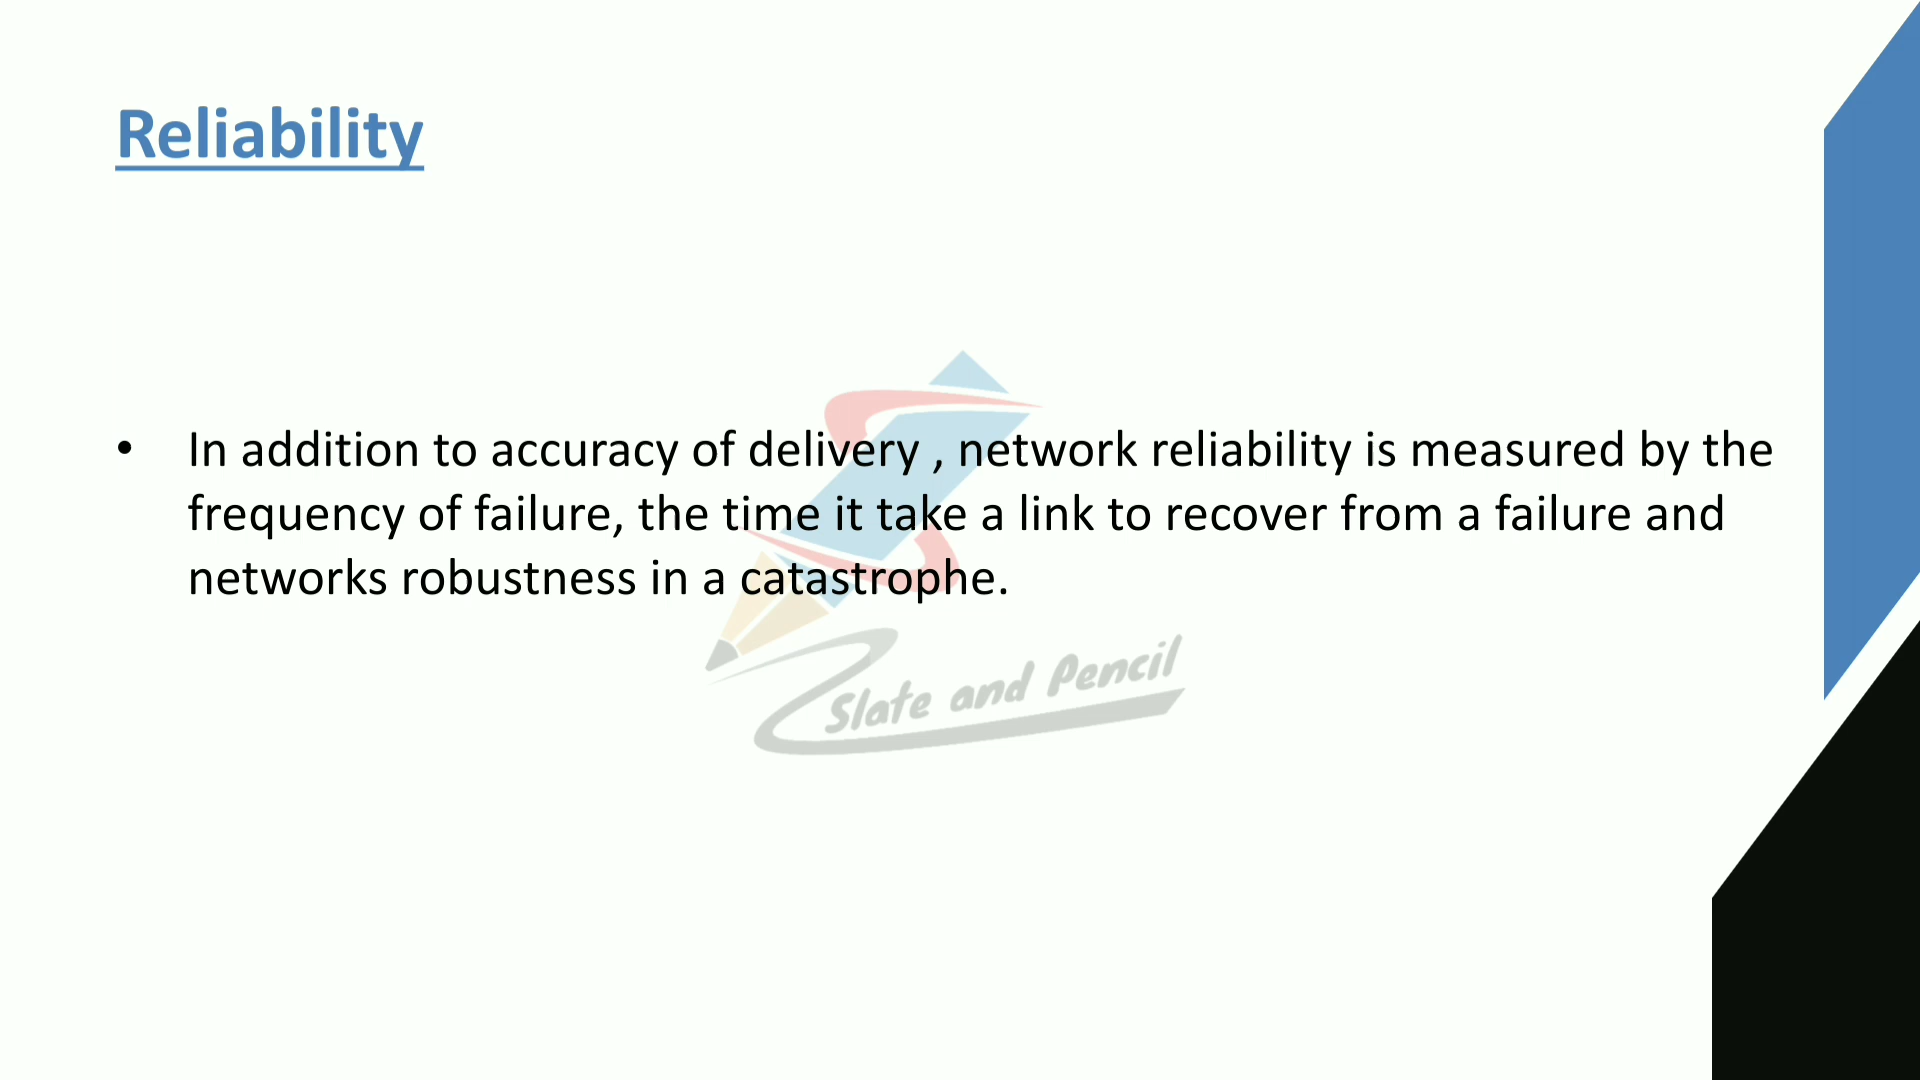 Reliability
• In addition to accuracy of delivery , network reliability is measured by the
frequency of failure, the time it take a link to recover from a failure and
networks robustness in a catastrophe.
Slate and Pencil